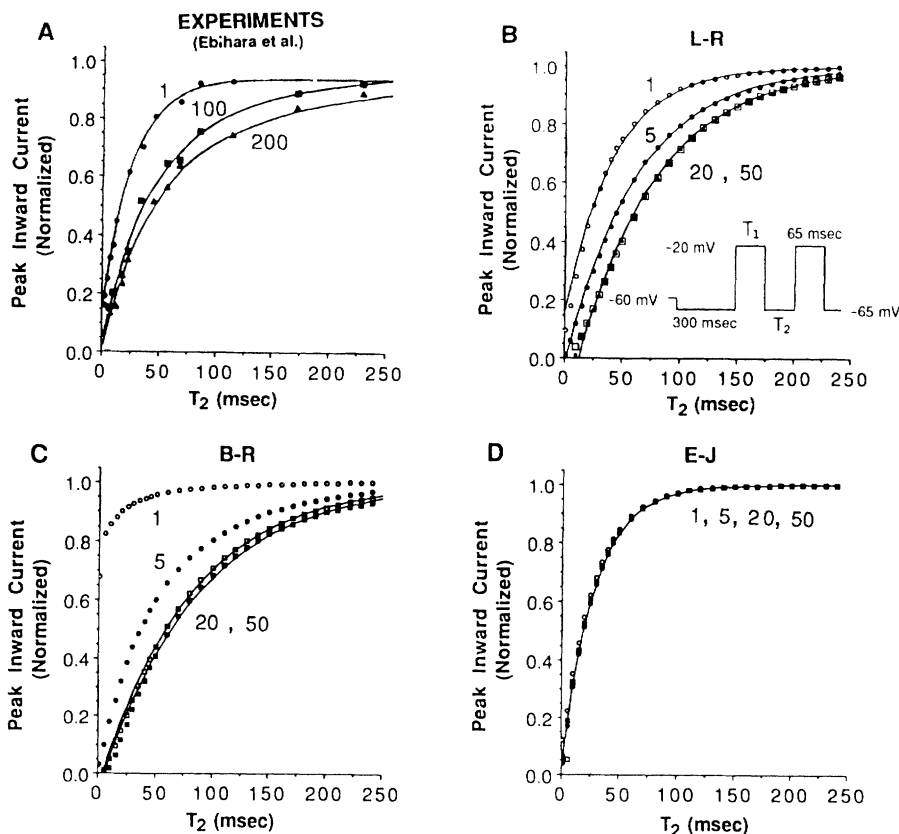 A
EXPERIMENTS
(Ebihara et al.)
Peak Inward Current
(Normalized)
1.0
0.8
0.6
0.4
0.2
0.0
1
100
200
0
50
100
150
200
250
T2 (msec)
B
L-R
Peak Inward Current
(Normalized)
1.0
0.8
0.6
0.4
0.2
0.0
1
5
20 , 50
T1
65 msec
-20 mV
-60 mV
300 msec
T2
-65 mV
0
50
100
150
200
250
T2 (msec)
C
B-R
Peak Inward Current
(Normalized)
1.0
0.8
0.6
0.4
0.2
0.0
1
5
20 , 50
0
50
100
150
200
250
T2 (msec)
D
E-J
Peak Inward Current
(Normalized)
1.0
0.8
0.6
0.4
0.2
0.0
1, 5, 20, 50
0
50
100
150
200
250
T2 (msec)